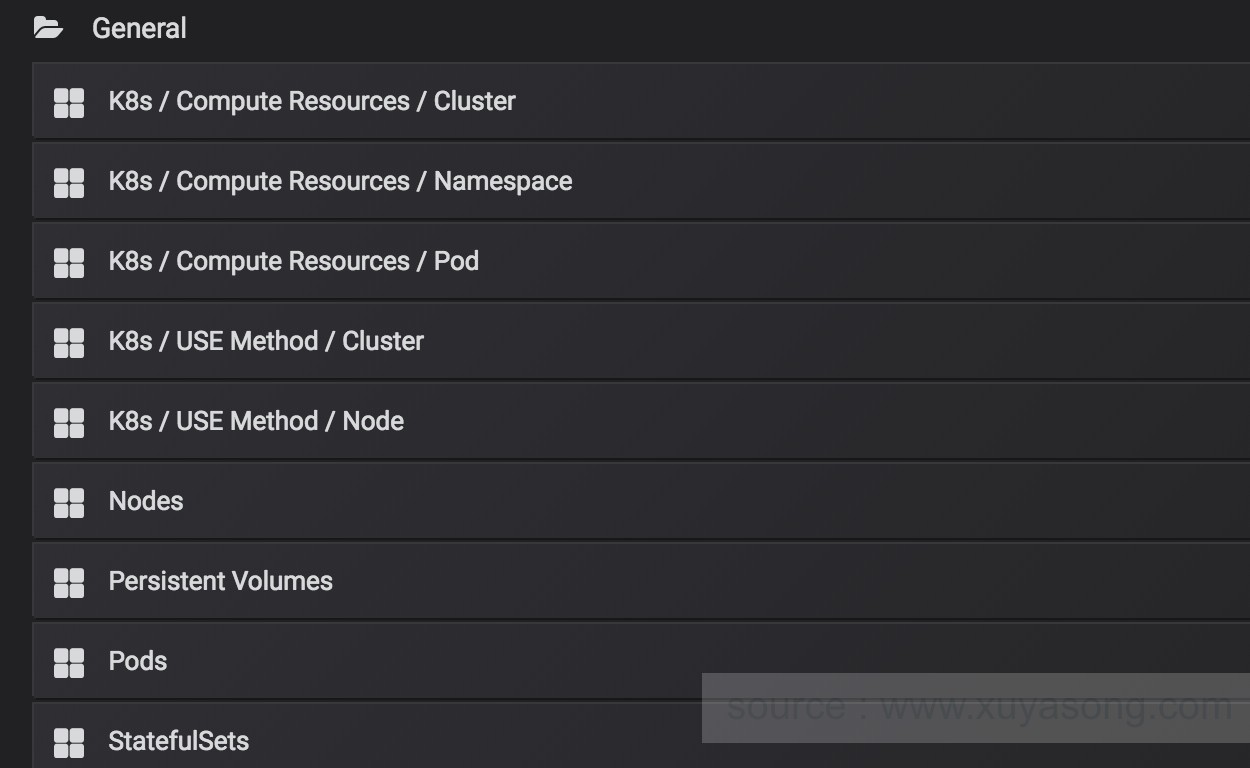 General
K8s / Compute Resources / Cluster
K8s / Compute Resources / Namespace
K8s / Compute Resources / Pod
K8s / USE Method / Cluster
K8s / USE Method / Node
Nodes
Persistent Volumes
Pods
source : www.xuyasong.com
StatefulSets